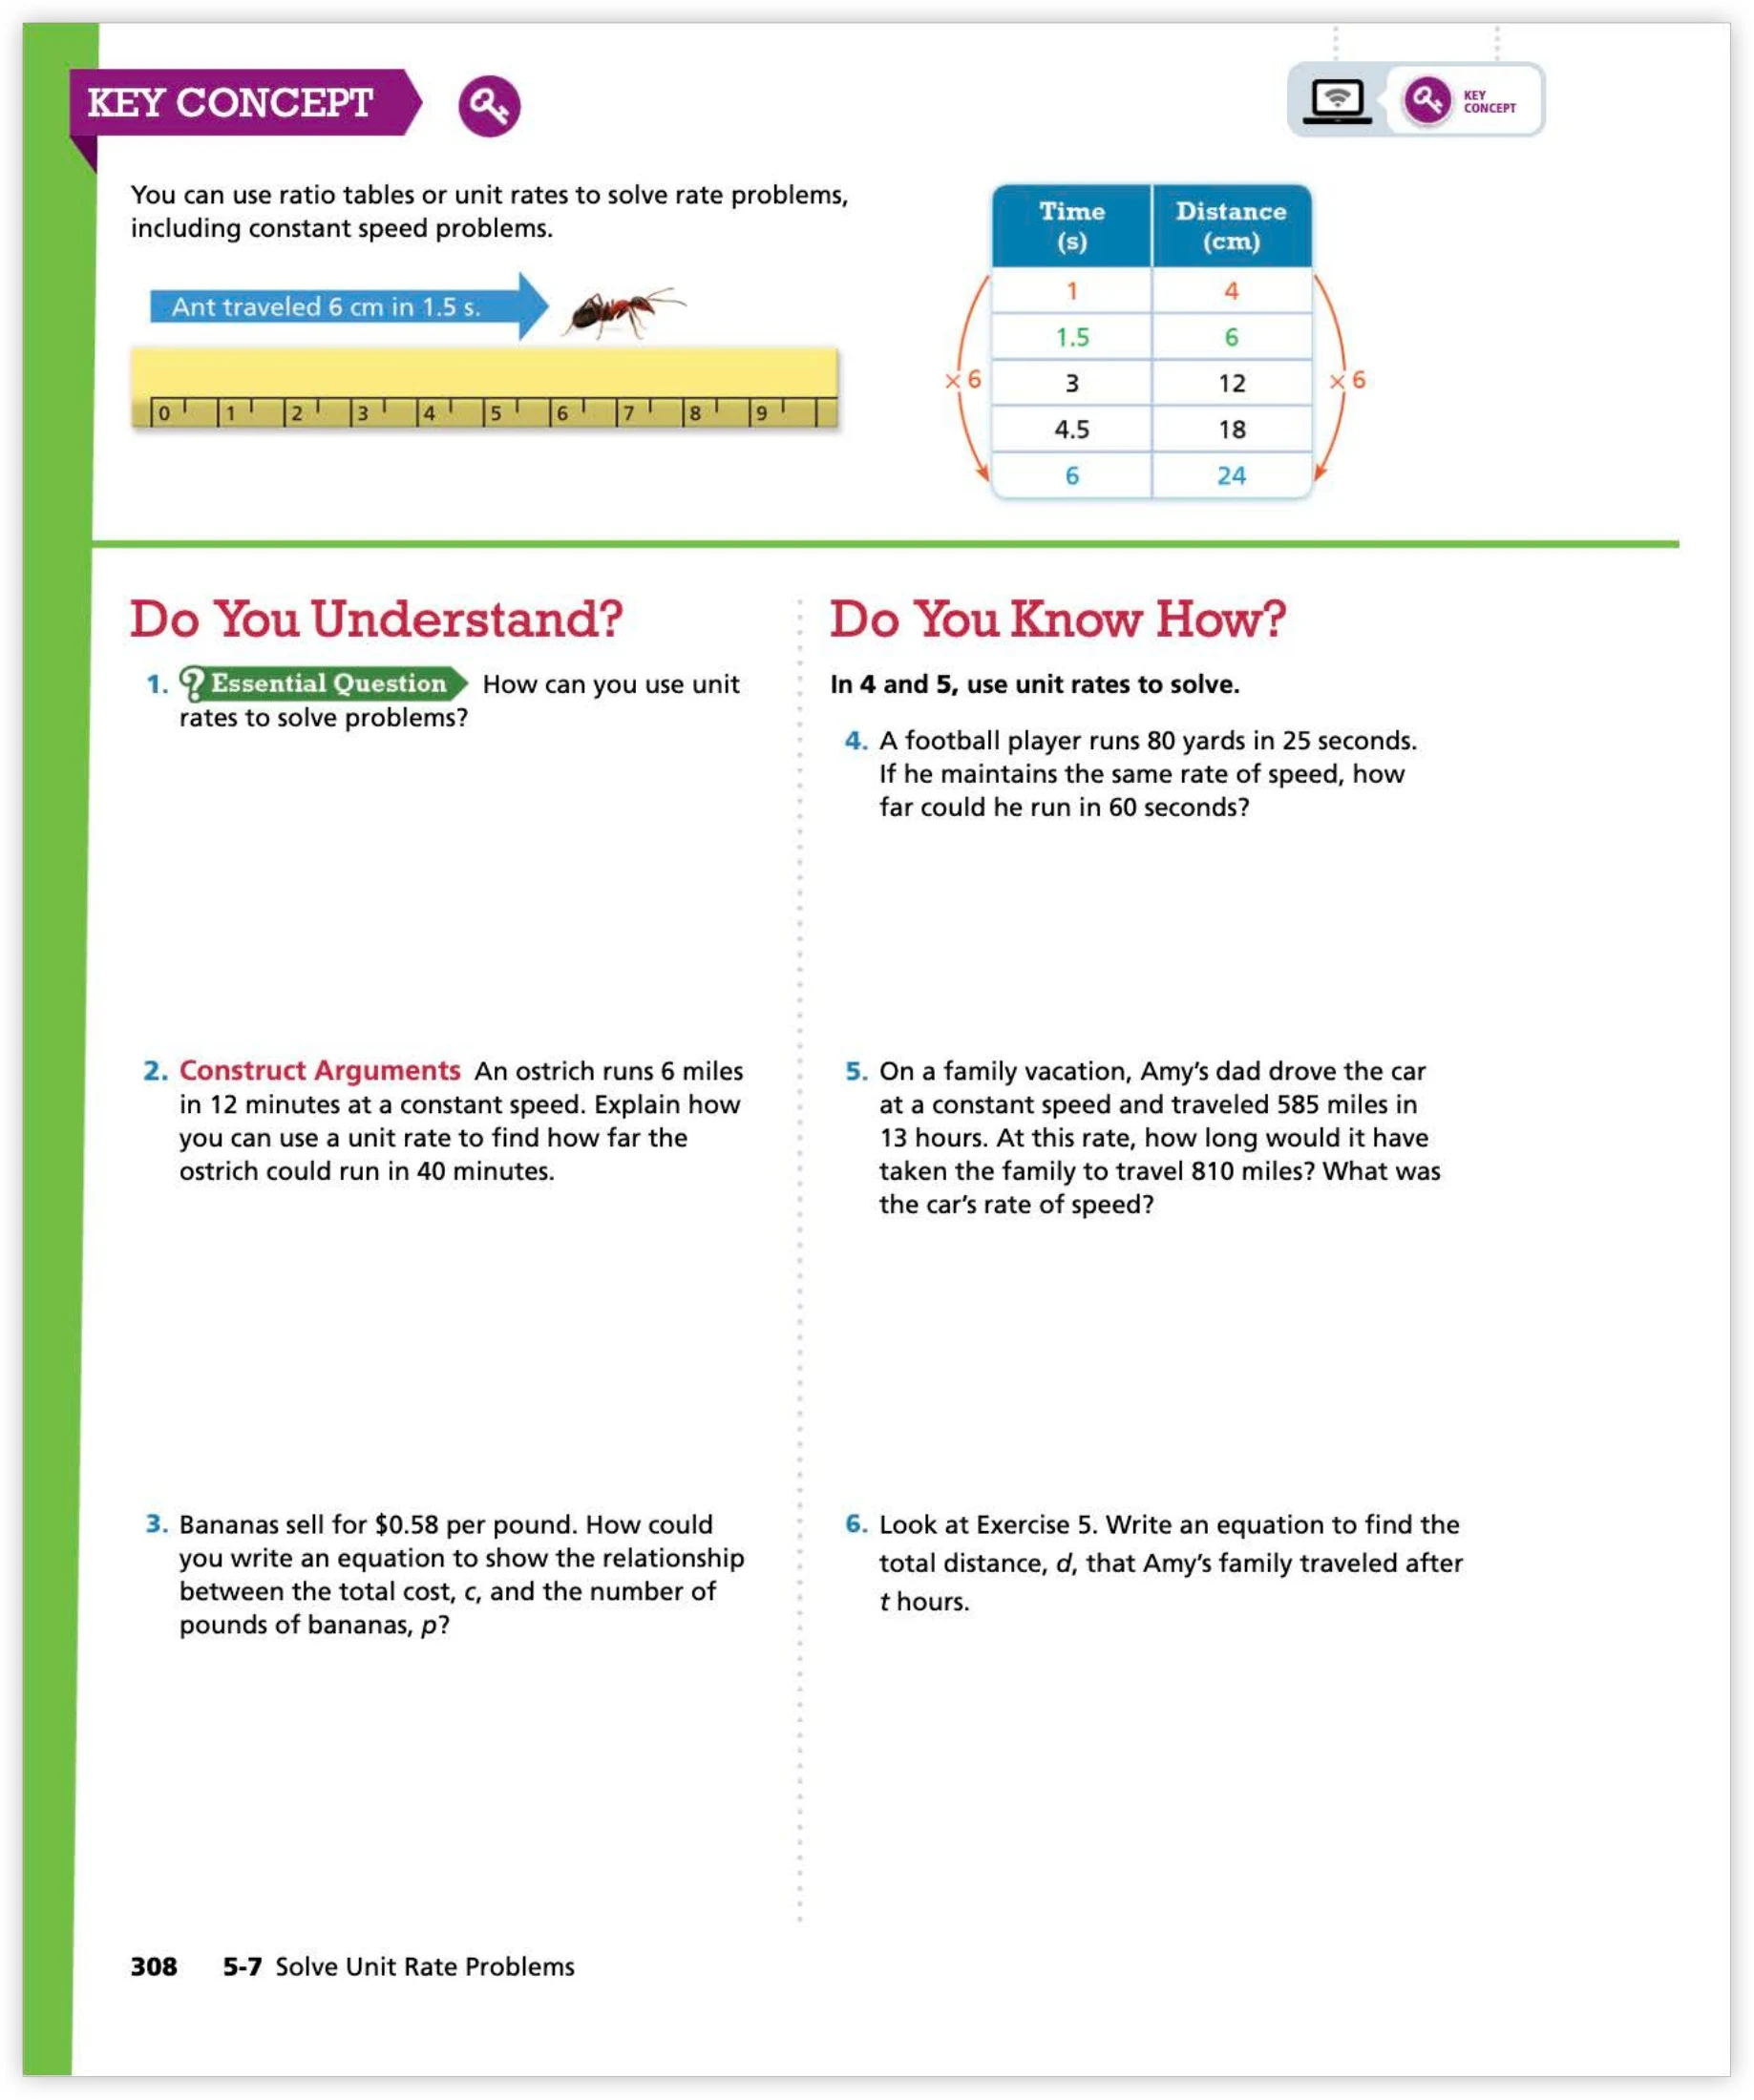 KEY CONCEPT
KEY
CONCEPT
You can use ratio tables or unit rates to solve rate problems,
including constant speed problems.
Ant traveled 6 cm in 1.5 s.
0 1 2 3 4 5 6 7 8 9
Time
(s)
Distance
(cm)
1 4
1.5 6
× 6 3 12 × 6
4.5 18
6 24
Do You Understand?
1. ? Essential Question How can you use unit
rates to solve problems?
2. Construct Arguments An ostrich runs 6 miles
in 12 minutes at a constant speed. Explain how
you can use a unit rate to find how far the
ostrich could run in 40 minutes.
3. Bananas sell for $0.58 per pound. How could
you write an equation to show the relationship
between the total cost, c, and the number of
pounds of bananas, p?
Do You Know How?
In 4 and 5, use unit rates to solve.
4. A football player runs 80 yards in 25 seconds.
If he maintains the same rate of speed, how
far could he run in 60 seconds?
5. On a family vacation, Amy's dad drove the car
at a constant speed and traveled 585 miles in
13 hours. At this rate, how long would it have
taken the family to travel 810 miles? What was
the car's rate of speed?
6. Look at Exercise 5. Write an equation to find the
total distance, d, that Amy's family traveled after
t hours.
308 5-7 Solve Unit Rate Problems